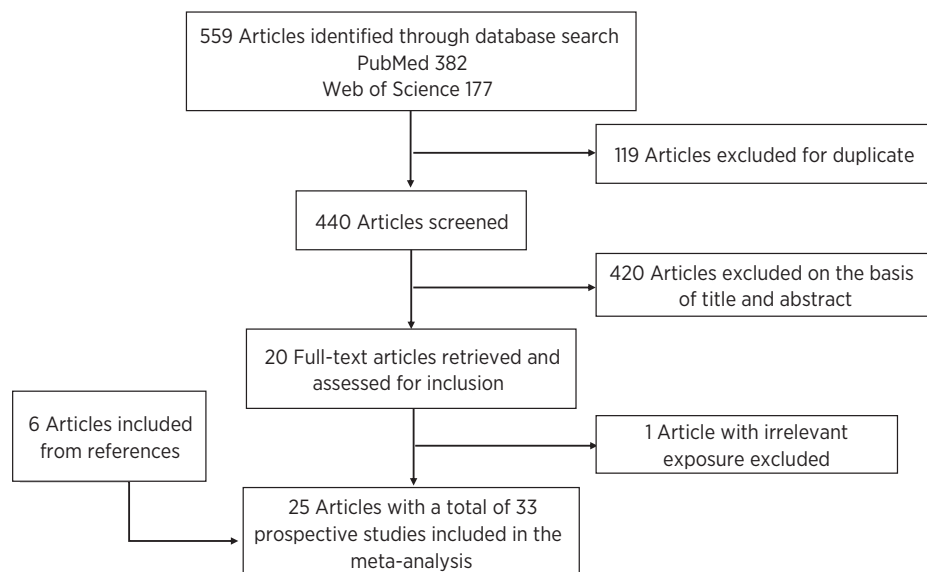 559 Articles identified through database search
PubMed 382
Web of Science 177
119 Articles excluded for duplicate
440 Articles screened
420 Articles excluded on the basis
of title and abstract
20 Full-text articles retrieved and
assessed for inclusion
6 Articles included
from references
1 Article with irrelevant
exposure excluded
25 Articles with a total of 33
prospective studies included in the
meta-analysis